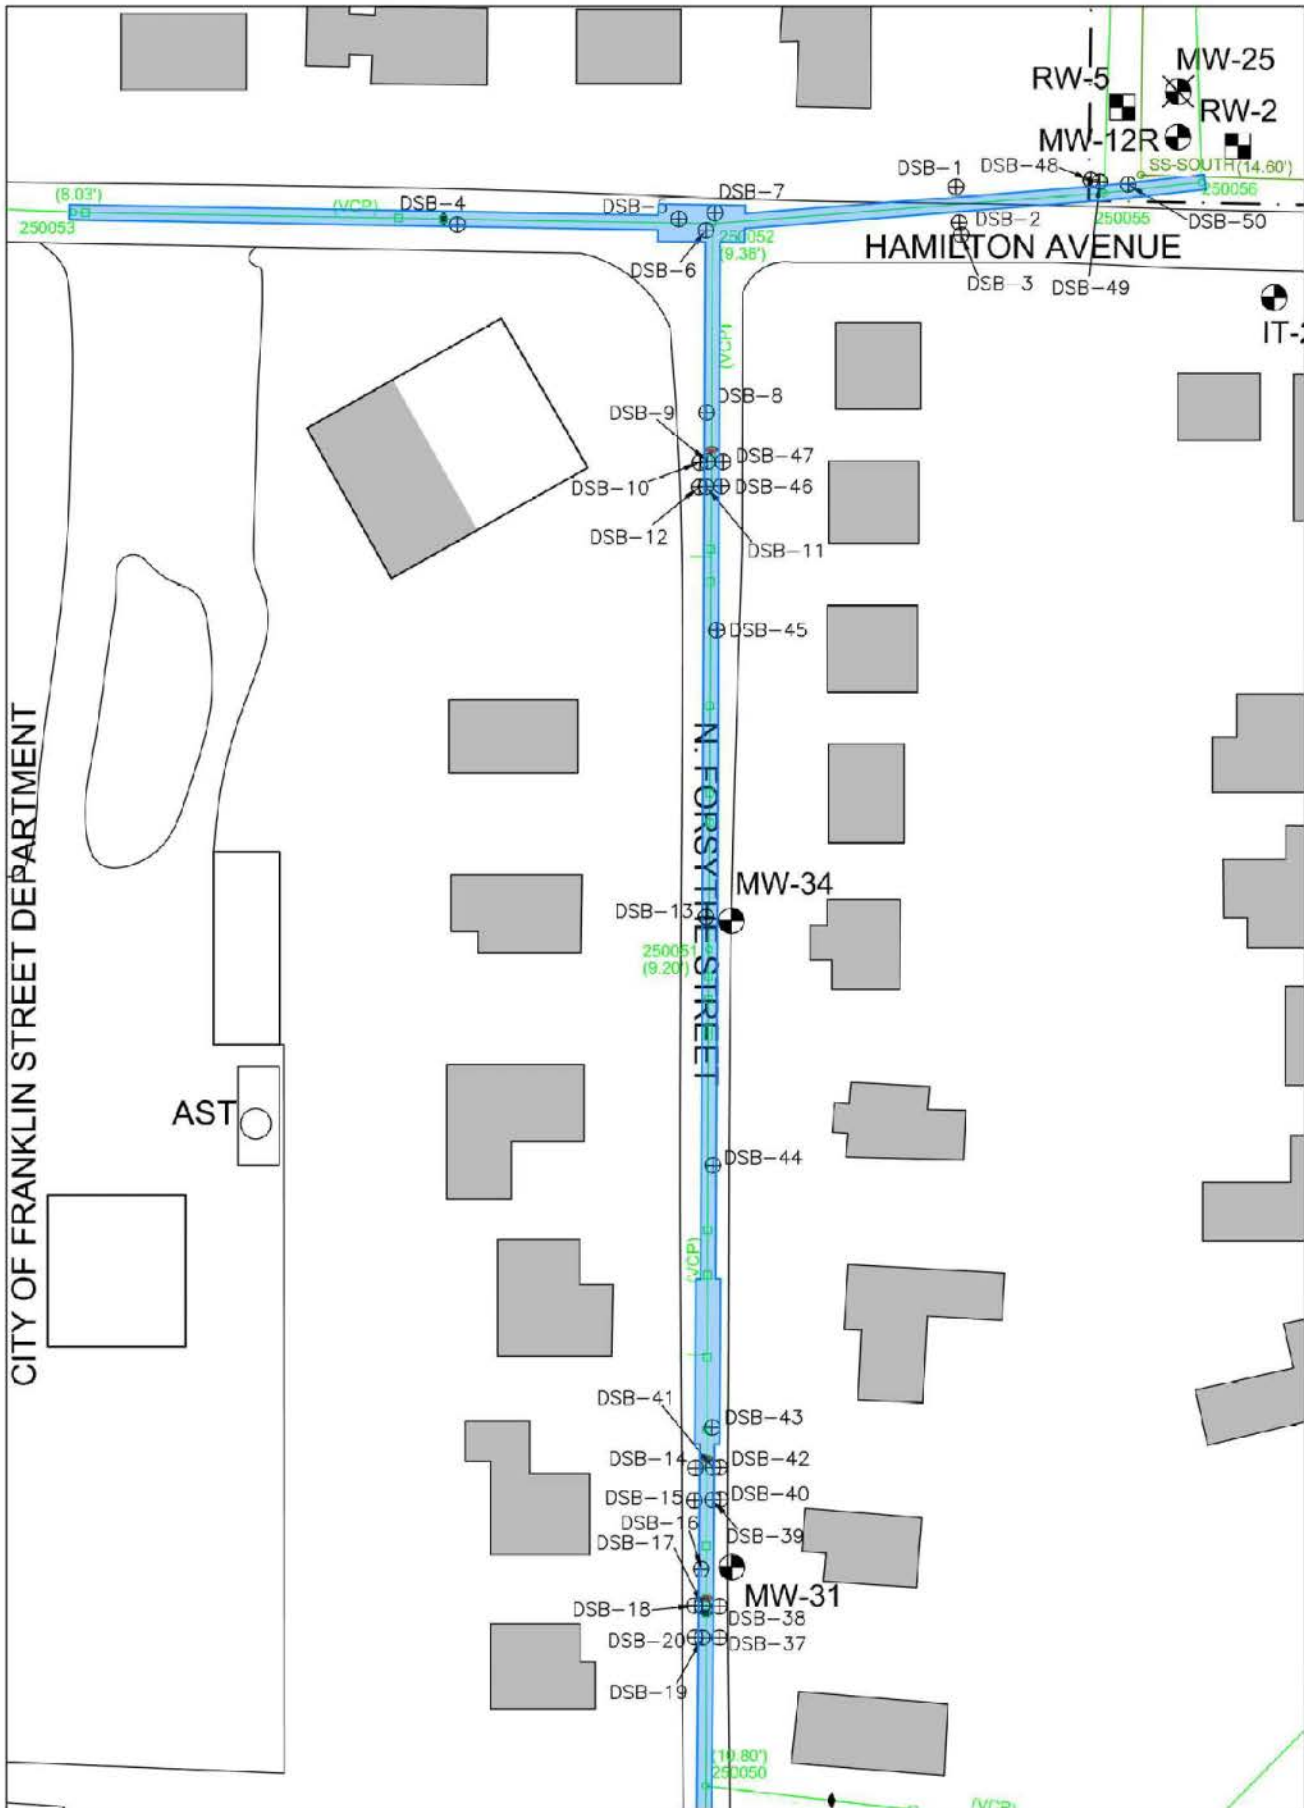 MW-25
RW-5
RW-2
MW-12R
DSB-1
DSB-48
SS-SOUTH(14.60')
250056
(8.03')
(VCP)
DSB-4
DSB-5
DSB-7
250053
250052
(9.36')
DSB-2
250055
DSB-50
HAMILTON AVENUE
DSB-6
DSB-3
DSB-49
IT-2
(VCP)
DSB-8
DSB-9
DSB-47
DSB-10
DSB-46
DSB-12
DSB-11
DSB-45
N. FORSYTHE STREET
CITY OF FRANKLIN STREET DEPARTMENT
MW-34
DSB-13
250051
(9.20')
AST
DSB-44
(VCP)
DSB-41
DSB-43
DSB-14
DSB-42
DSB-15
DSB-40
DSB-16
DSB-39
DSB-17
MW-31
DSB-18
DSB-38
DSB-20
DSB-37
DSB-19
(10.80')
250050
(VCP)